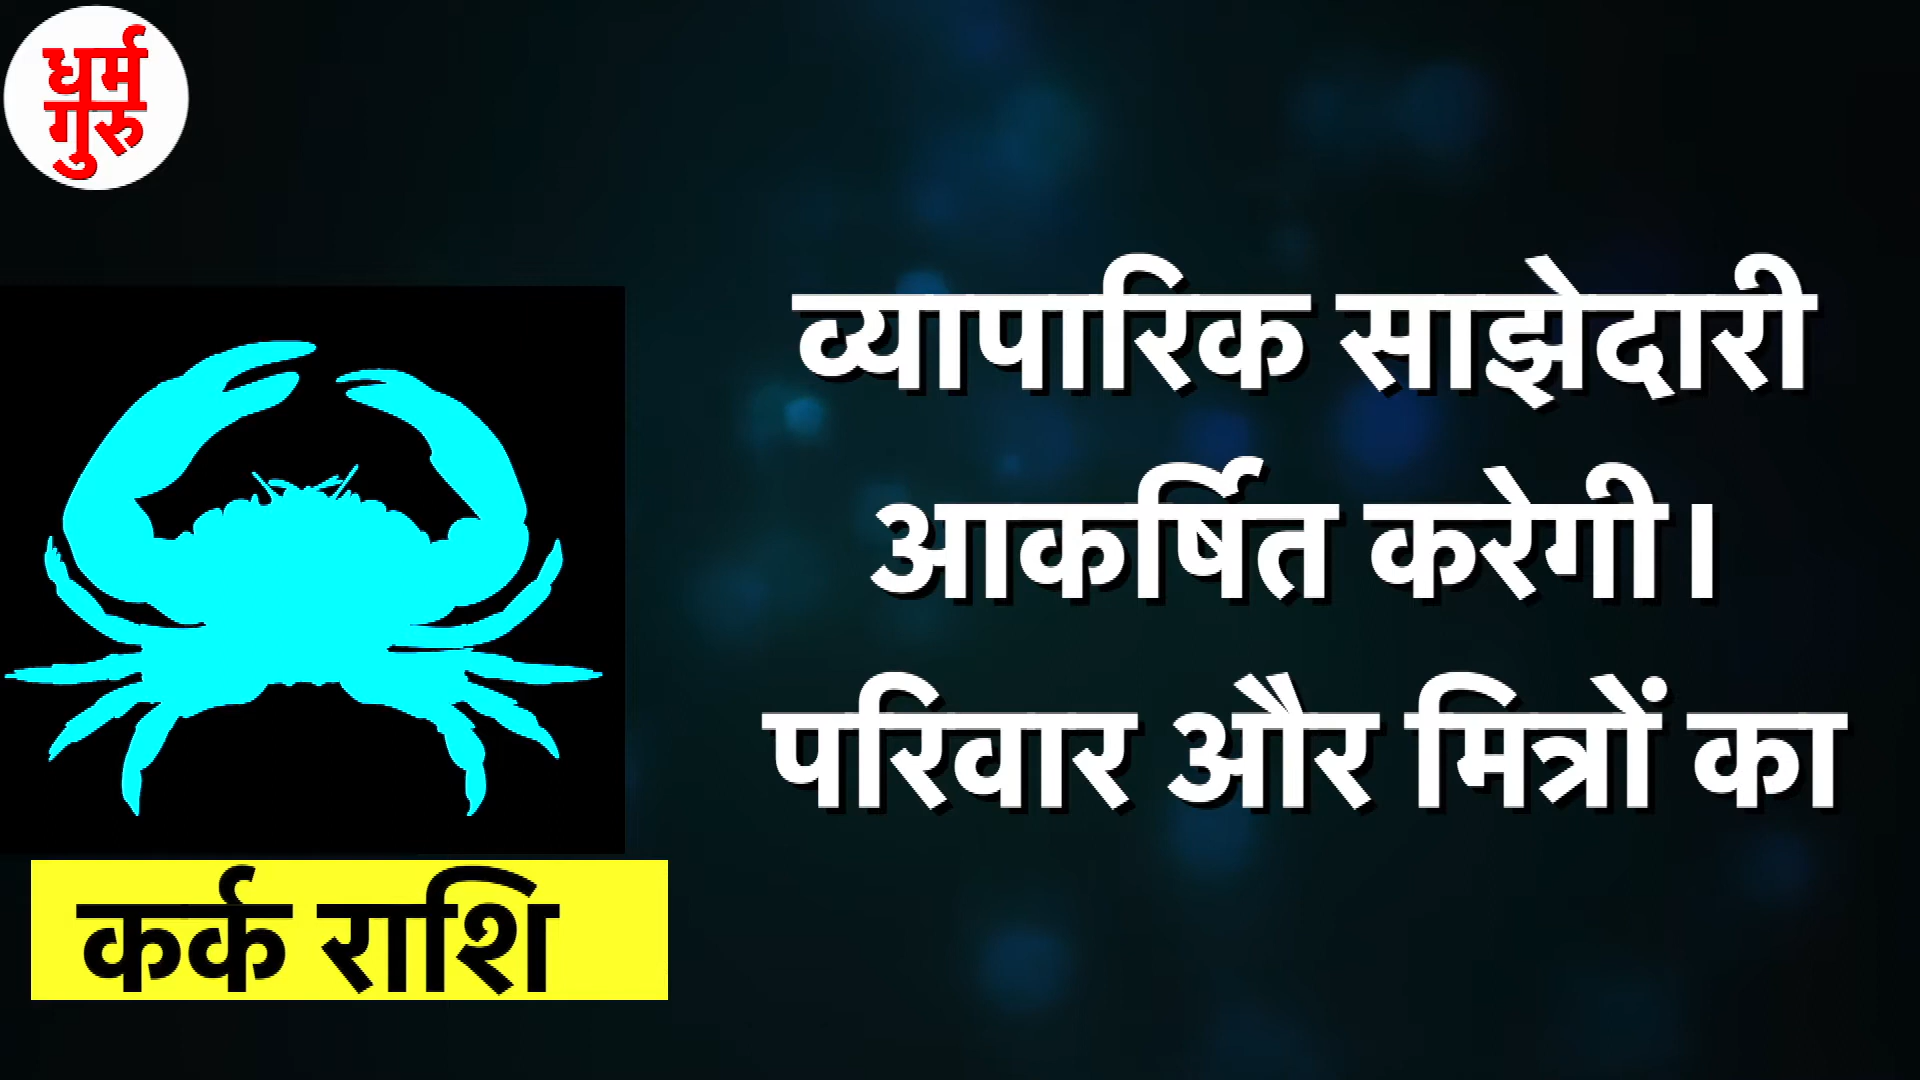 धर्म
गुरु
व्यापारिक साझेदारी
आकर्षित करेगी।
परिवार और मित्रों का
कर्क राशि